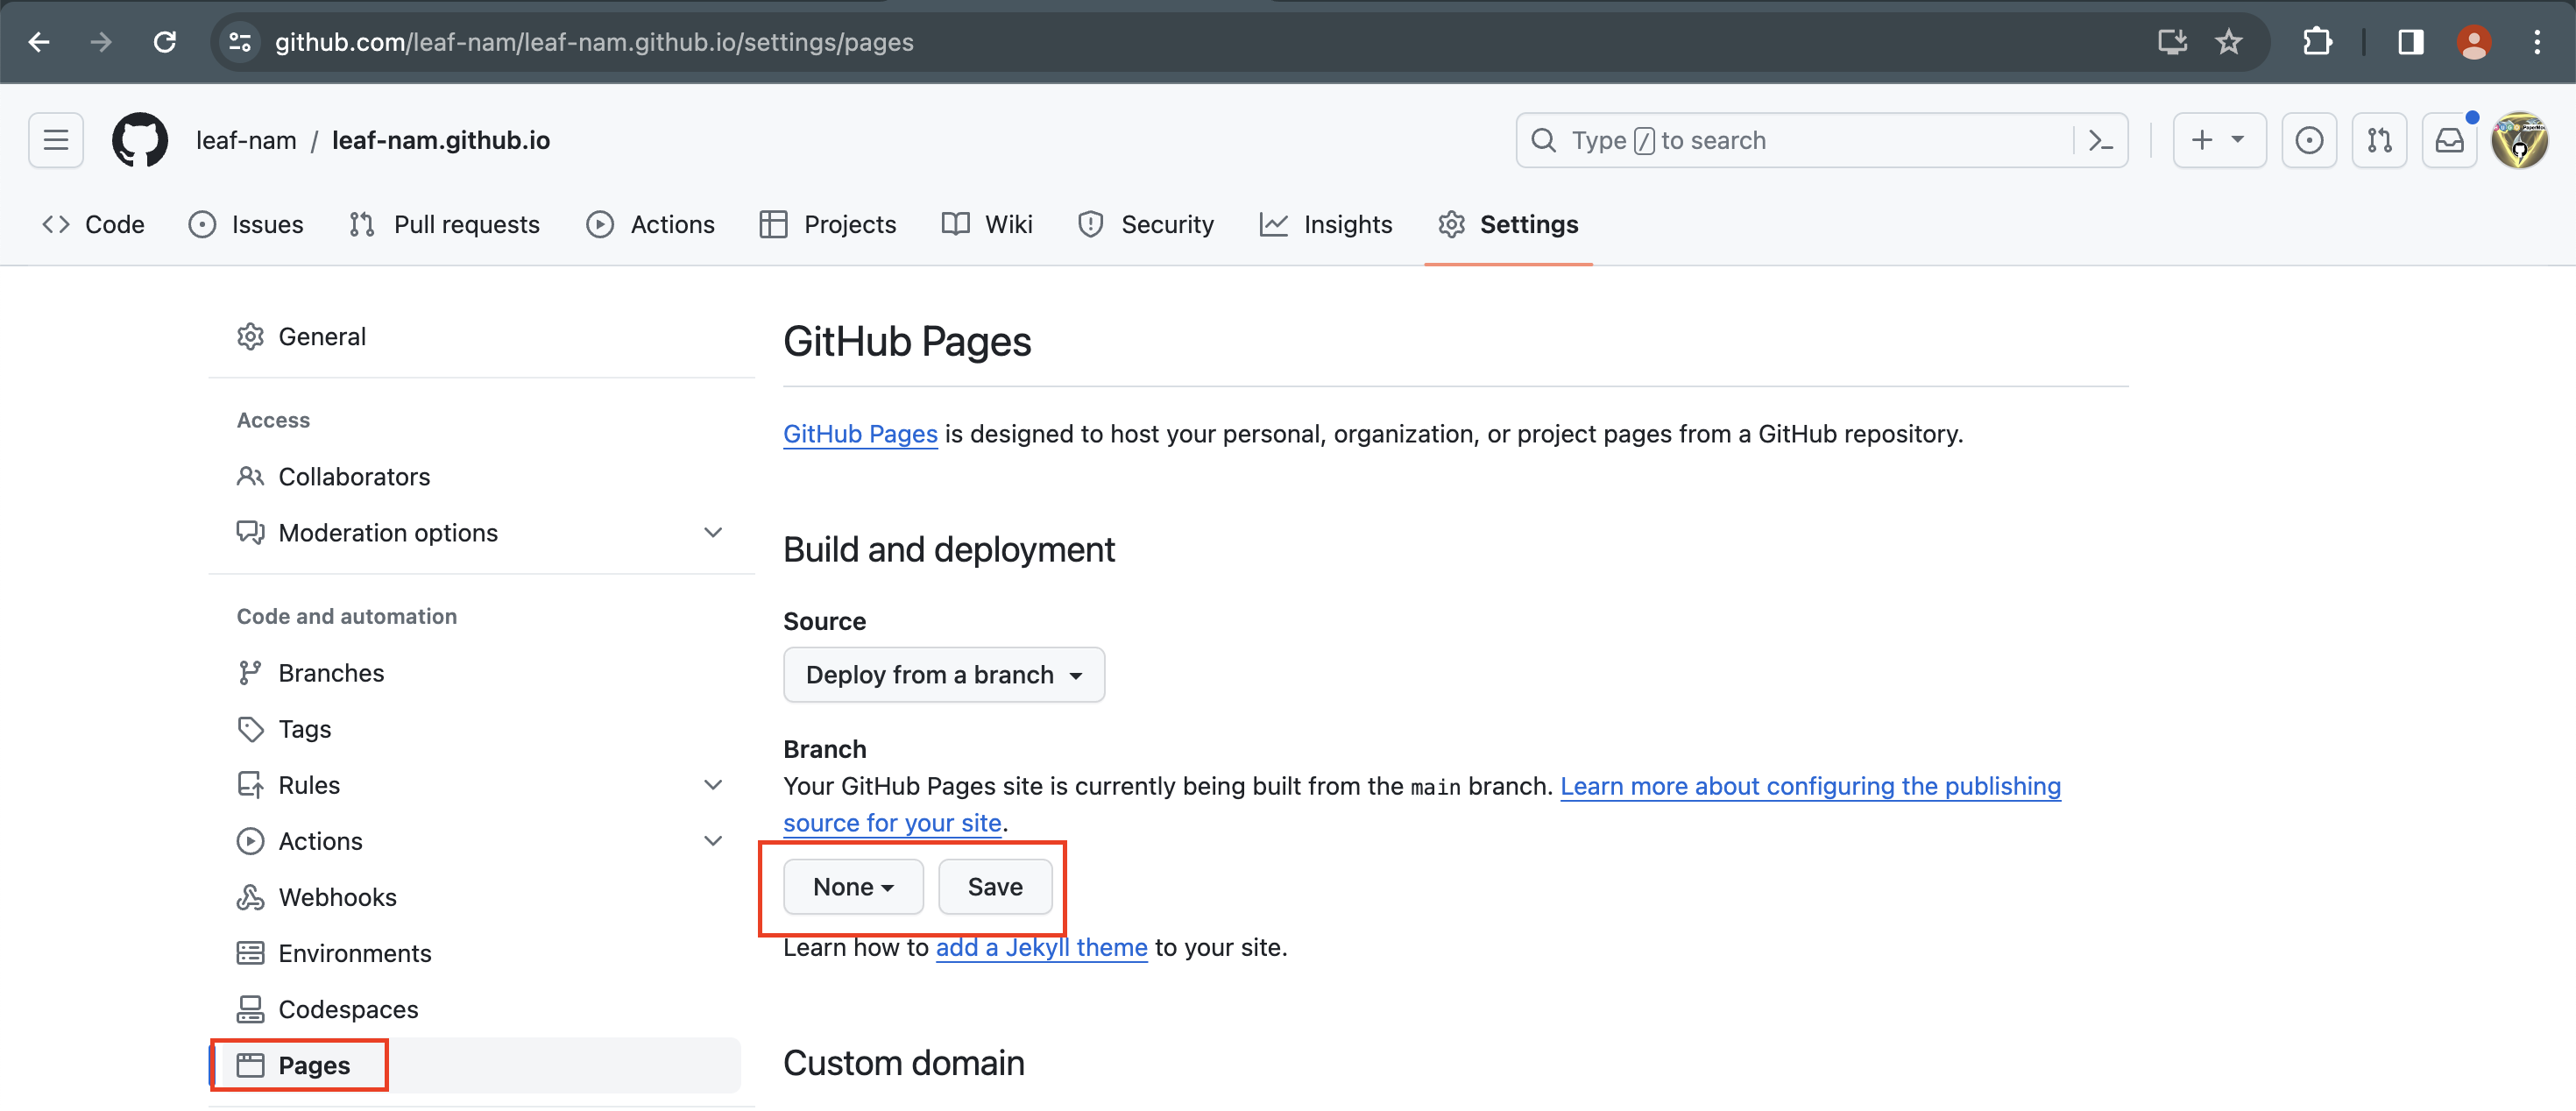 github.com/leaf-nam/leaf-nam.github.io/settings/pages
leaf-nam / leaf-nam.github.io
Type / to search
Code Issues Pull requests Actions Projects Wiki Security Insights Settings
General
Access
Collaborators
Moderation options
Code and automation
Branches
Tags
Rules
Actions
Webhooks
Environments
Codespaces
Pages
GitHub Pages
GitHub Pages is designed to host your personal, organization, or project pages from a GitHub repository.
Build and deployment
Source
Deploy from a branch
Branch
Your GitHub Pages site is currently being built from the main branch. Learn more about configuring the publishing
source for your site.
None Save
Learn how to add a Jekyll theme to your site.
Custom domain